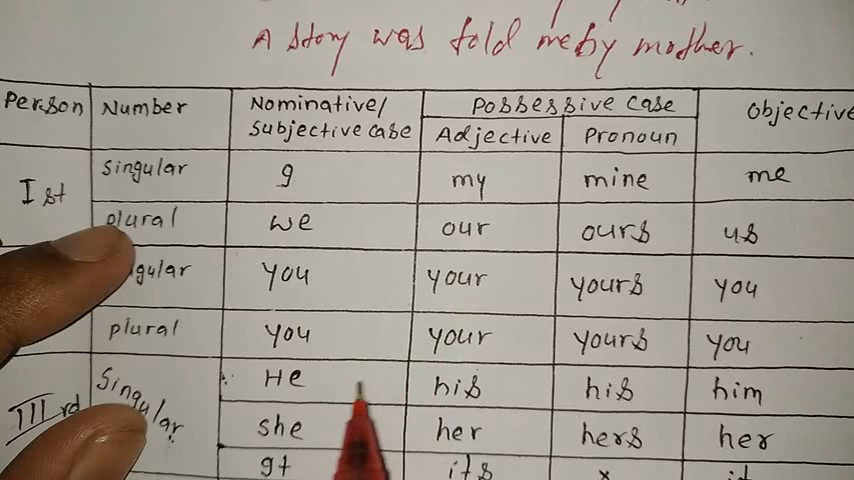 A story was told me by mother.
Person Number Nominative/ Subjective case Possessive case Objective
Adjective Pronoun
Ist Singular I my mine me
plural we our ours us
gular you your yours you
plural you your yours you
IIIrd Singular He his his him
she her hers her
It its x it